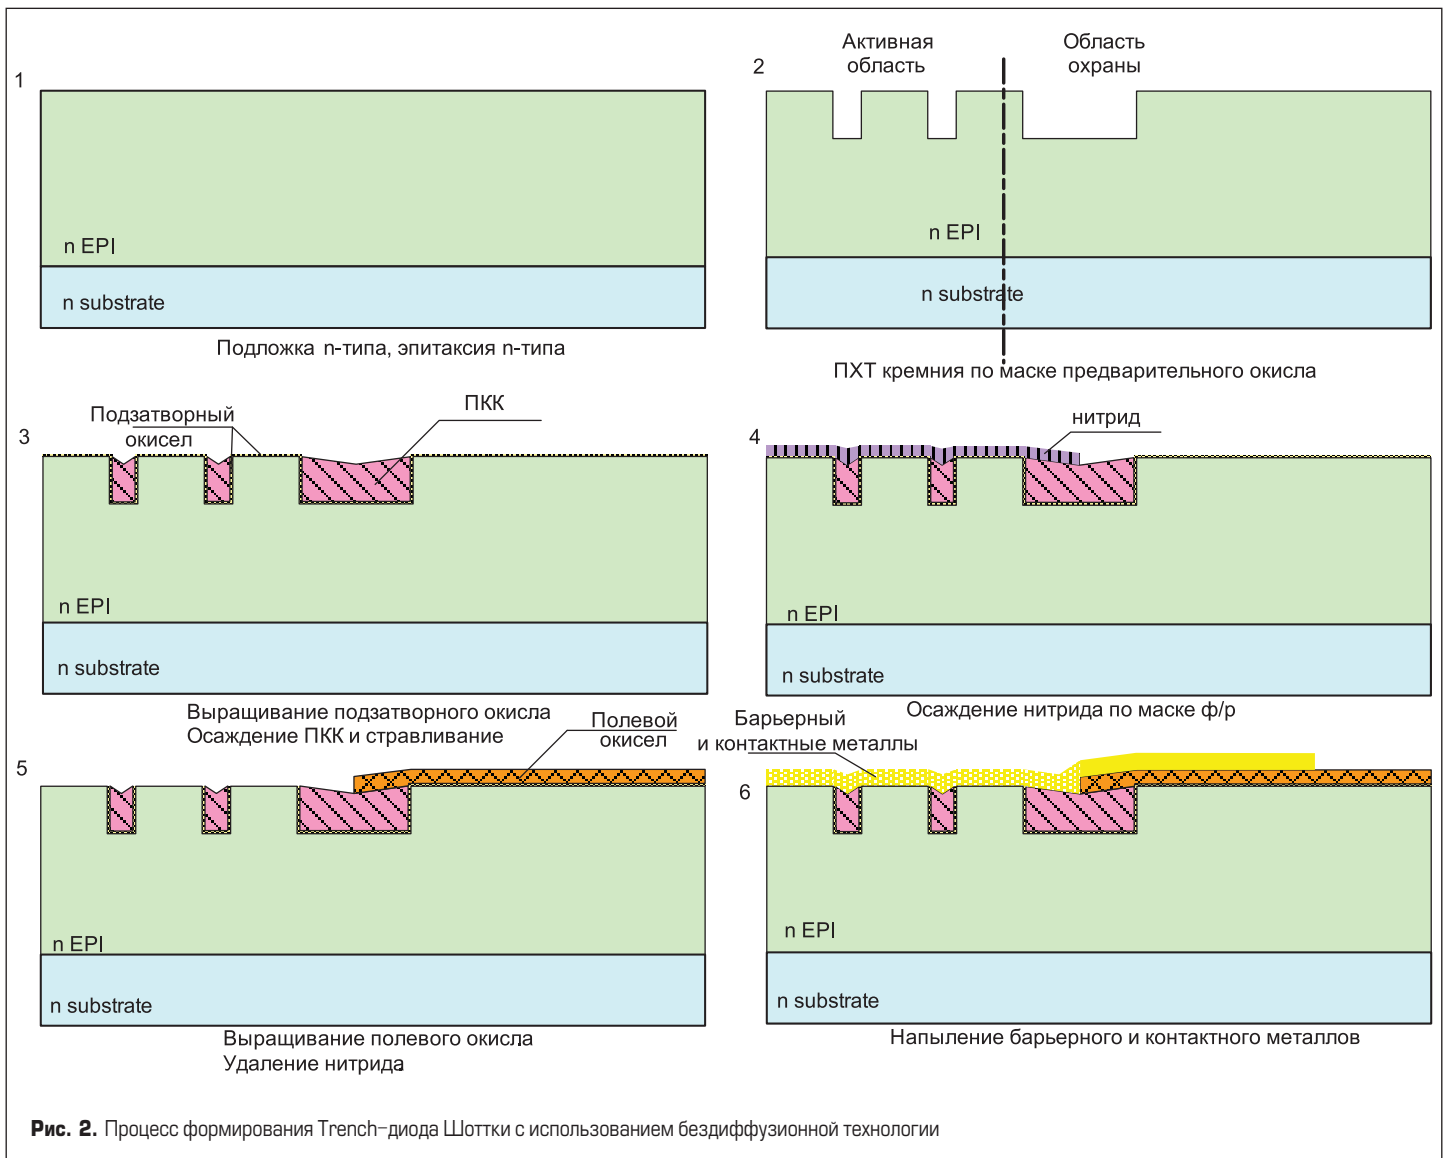 1
n EPI
n substrate
Подложка n-типа, эпитаксия n-типа
2
Активная
область
Область
охраны
n EPI
n substrate
ПХТ кремния по маске предварительного окисла
3
Подзатворный
окисел
ПКК
n EPI
n substrate
Выращивание подзатворного окисла.
Осаждение ПКК и стравливание
4
нитрид
n EPI
n substrate
Осаждение нитрида по маске ф/р
5
Полевой
окисел
n EPI
n substrate
Выращивание полевого окисла.
Удаление нитрида.
6
Барьерный
и контактные металлы
n EPI
n substrate
Напыление барьерного и контактного металлов
Рис. 2. Процесс формирования Trench-диода Шоттки с использованием бездиффузионной технологии